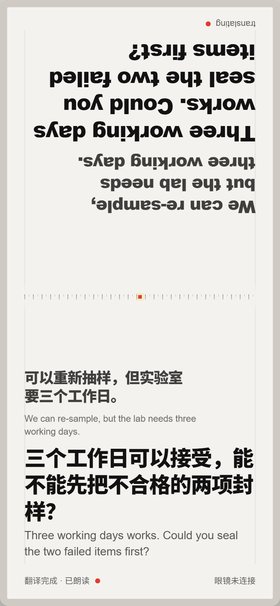 We can re-sample,
but the lab needs
three working days.
Three working days
works. Could you
seal the two failed
items first?
translating
可以重新抽样，但实验室
要三个工作日。
We can re-sample, but the lab needs three
working days.
三个工作日可以接受，能
不能先把不合格的两项封
样？
Three working days works. Could you seal
the two failed items first?
翻译完成 · 已朗读
眼镜未连接